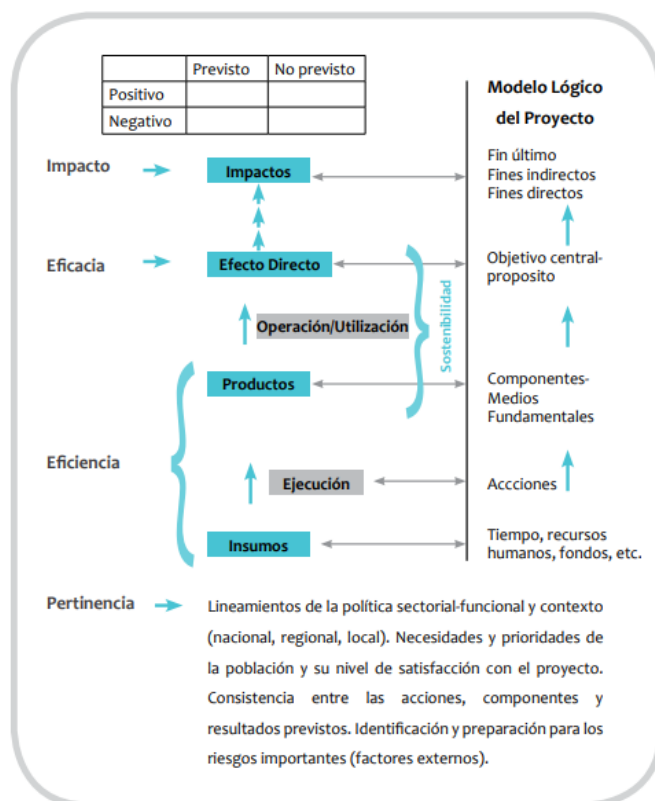 Previsto No previsto
Positivo
Negativo
Modelo Lógico
del Proyecto
Impacto
Impactos
Fin último
Fines indirectos
Fines directos
Eficacia
Efecto Directo
Objetivo central-
proposito
Operación/Utilización
Sostenibilidad
Productos
Componentes-
Medios
Fundamentales
Eficiencia
Ejecución
Accciones
Insumos
Tiempo, recursos
humanos, fondos, etc.
Pertinencia
Lineamientos de la política sectorial-funcional y contexto
(nacional, regional, local). Necesidades y prioridades de
la población y su nivel de satisfacción con el proyecto.
Consistencia entre las acciones, componentes y
resultados previstos. Identificación y preparación para los
riesgos importantes (factores externos).